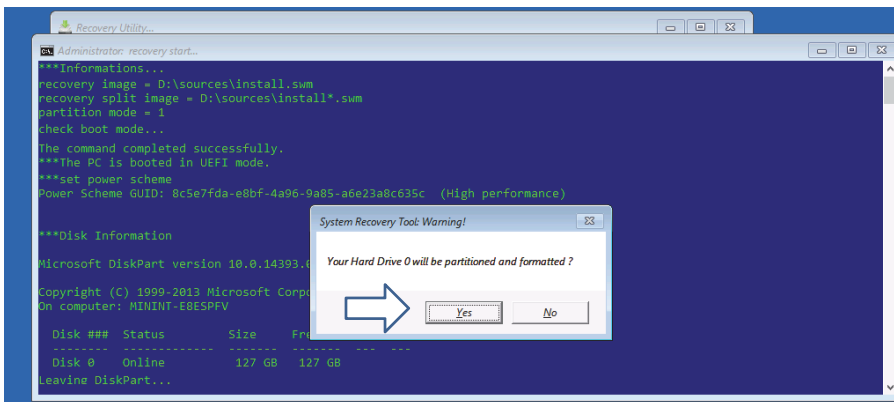 Recovery Utility...
Administrator: recovery start...
***Informations...
recovery image = D:\sources\install.swm
recovery split image = D:\sources\install*.swm
partition mode = 1
check boot mode...
The command completed successfully.
***The PC is booted in UEFI mode.
***set power scheme
Power Scheme GUID: 8c5e7fda-e8bf-4a96-9a85-a6e23a8c635c (High performance)
***Disk Information
Microsoft DiskPart version 10.0.14393.
Copyright (C) 1999-2013 Microsoft Corpo
On computer: MININT-E8ESPFV
Disk ### Status Size Fre
-------- ------------- ------- ------- --- ---
Disk 0 Online 127 GB 127 GB
Leaving DiskPart...
System Recovery Tool: Warning!
Your Hard Drive 0 will be partitioned and formatted ?
Yes No